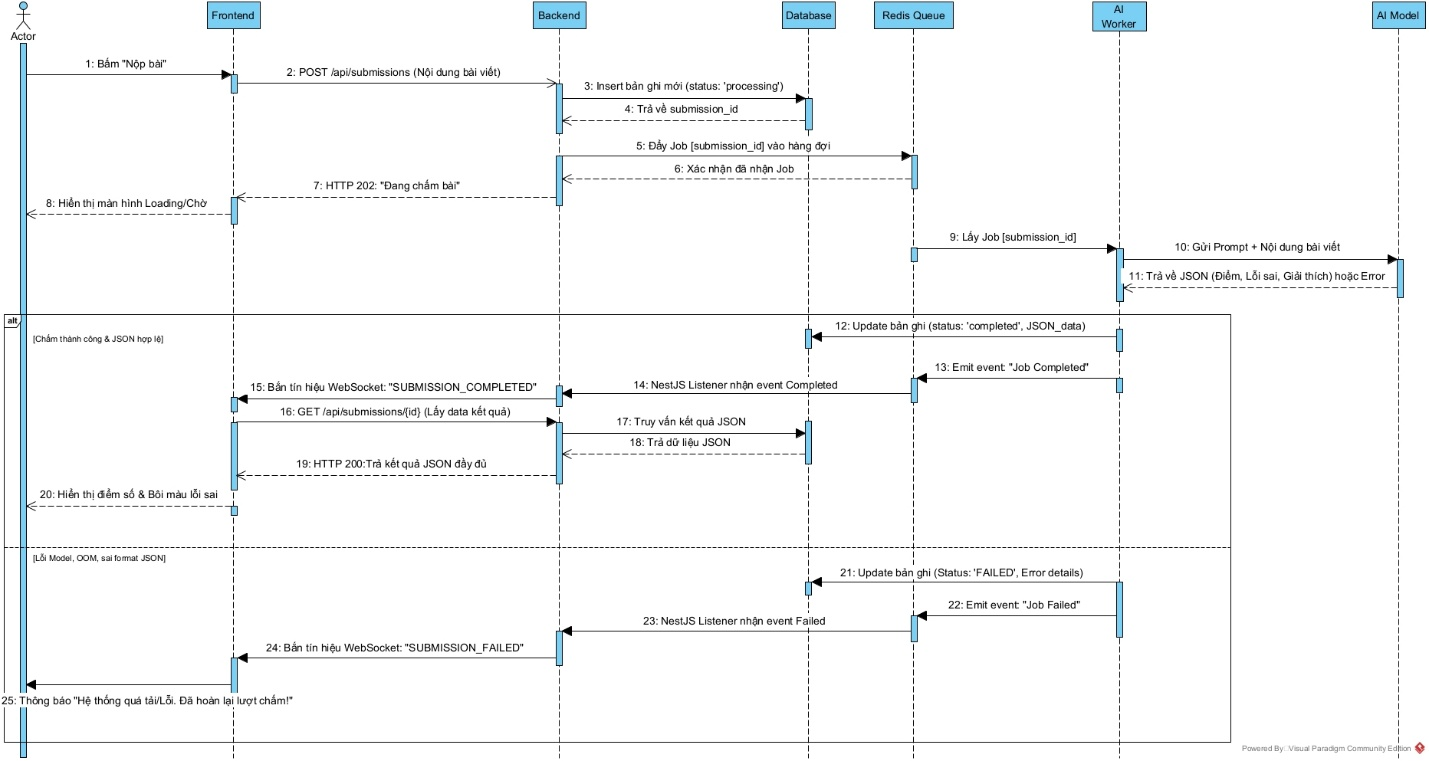 Actor
Frontend
Backend
Database
Redis Queue
AI
Worker
AI Model
1: Bấm "Nộp bài"
2: POST /api/submissions (Nội dung bài viết)
3: Insert bản ghi mới (status: 'processing')
4: Trả về submission_id
5: Đẩy Job [submission_id] vào hàng đợi
6: Xác nhận đã nhận Job
7: HTTP 202: "Đang chấm bài"
8: Hiển thị màn hình Loading/Chờ
9: Lấy Job [submission_id]
10: Gửi Prompt + Nội dung bài viết
11: Trả về JSON (Điểm, Lỗi sai, Giải thích) hoặc Error
alt
[Chấm thành công & JSON hợp lệ]
12: Update bản ghi (status: 'completed', JSON_data)
13: Emit event: "Job Completed"
14: NestJS Listener nhận event Completed
15: Bắn tín hiệu WebSocket: "SUBMISSION_COMPLETED"
16: GET /api/submissions/{id} (Lấy data kết quả)
17: Truy vấn kết quả JSON
18: Trả dữ liệu JSON
19: HTTP 200:Trả kết quả JSON đầy đủ
20: Hiển thị điểm số & Bôi màu lỗi sai
[Lỗi Model, OOM, sai format JSON]
21: Update bản ghi (Status: 'FAILED', Error details)
22: Emit event: "Job Failed"
23: NestJS Listener nhận event Failed
24: Bắn tín hiệu WebSocket: "SUBMISSION_FAILED"
25: Thông báo "Hệ thống quá tải/Lỗi. Đã hoàn lại lượt chấm!"
Powered By: Visual Paradigm Community Edition